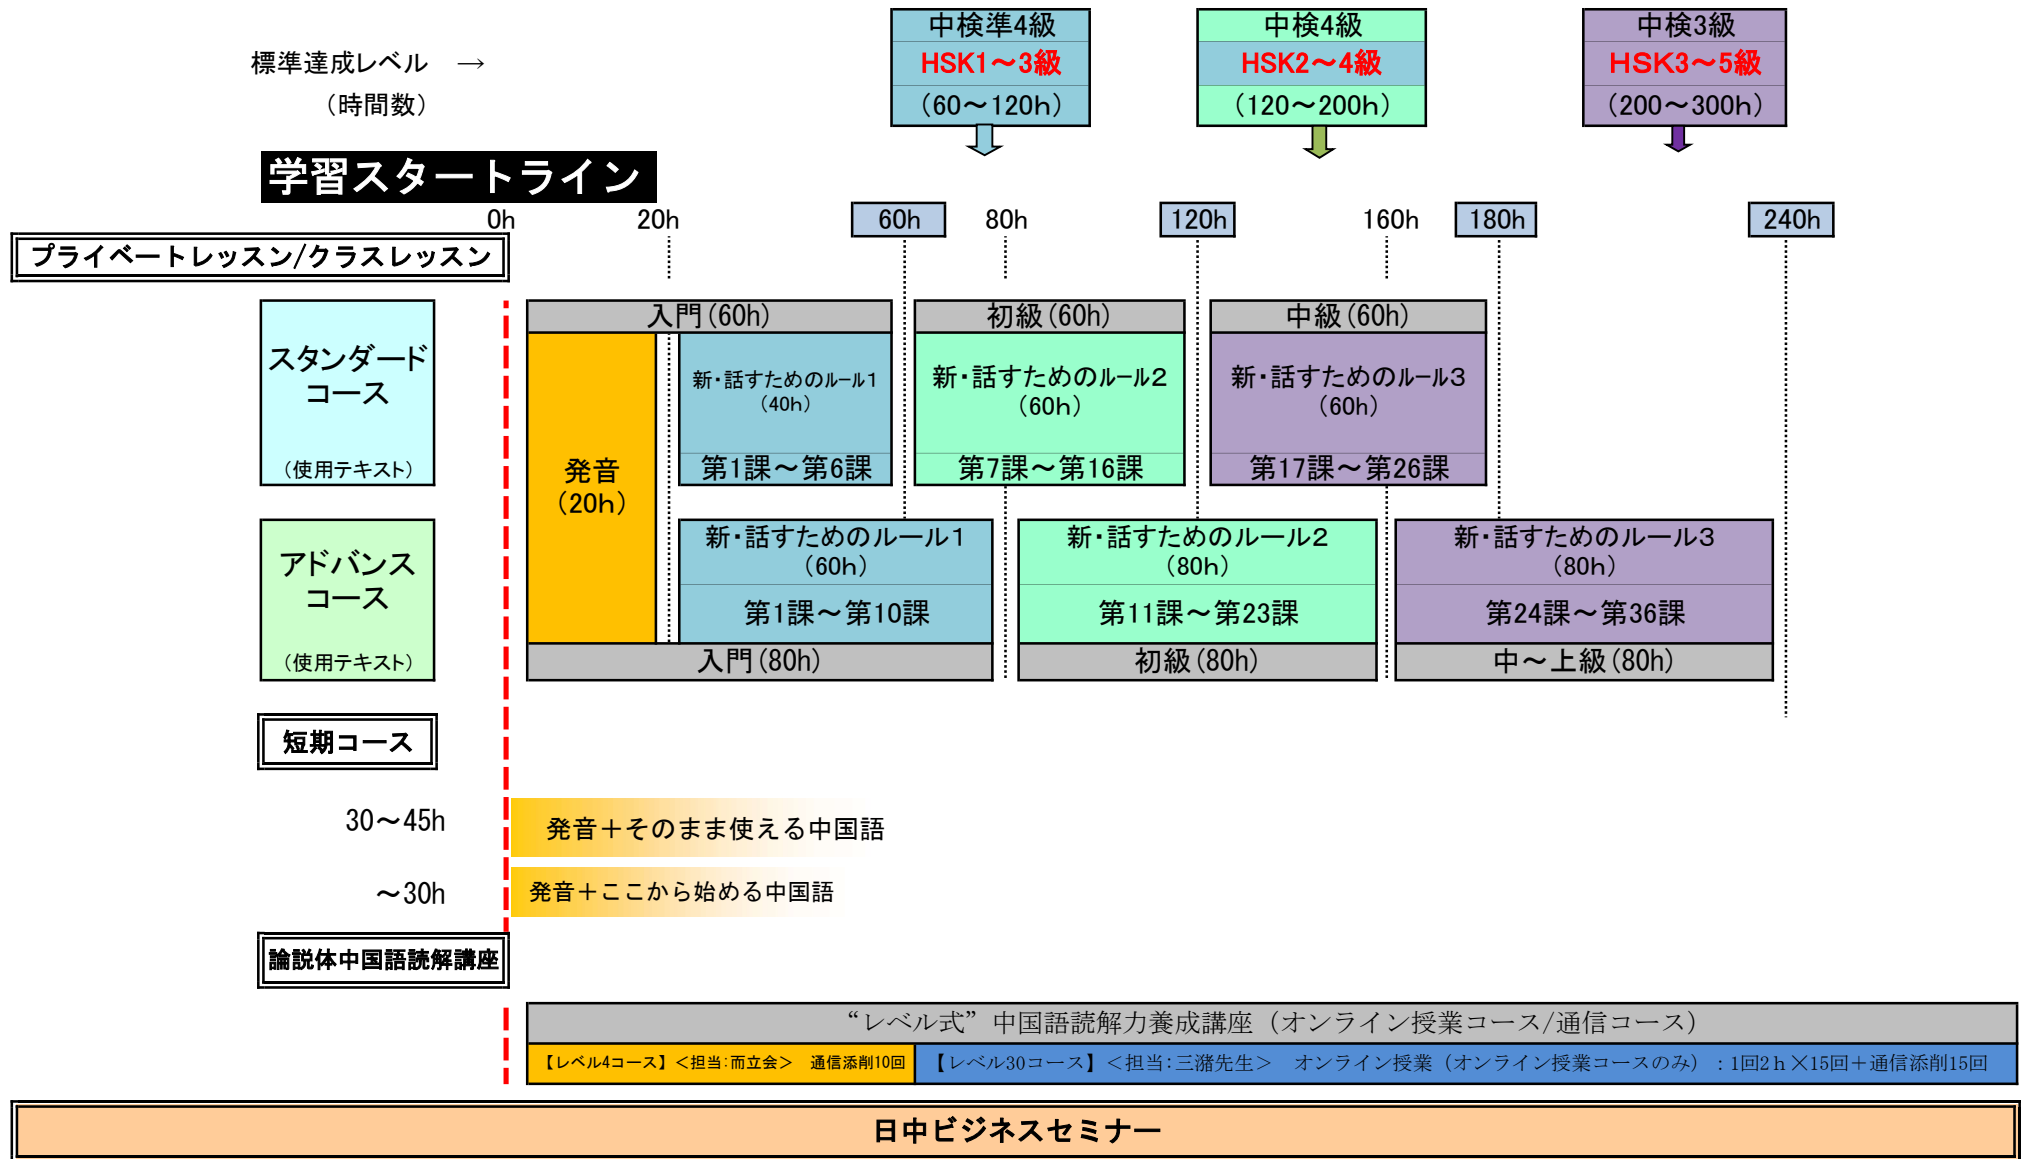 中検準4級
HSK1～3級
（60～120h）
中検4級
HSK2～4級
（120～200h）
中検3級
HSK3～5級
（200～300h）
標準達成レベル　→
（時間数）
学習スタートライン
0h
20h
60h
80h
120h
160h
180h
240h
プライベートレッスン/クラスレッスン
スタンダード
コース
（使用テキスト）
入門(60h)
初級(60h)
中級(60h)
発音
（20h）
新・話すためのルール1
（40h）
第1課～第6課
新・話すためのルール2
（60h）
第7課～第16課
新・話すためのルール3
（60h）
第17課～第26課
アドバンス
コース
（使用テキスト）
新・話すためのルール1
（60h）
第1課～第10課
新・話すためのルール2
（80h）
第11課～第23課
新・話すためのルール3
（80h）
第24課～第36課
入門(80h)
初級(80h)
中～上級(80h)
短期コース
30～45h
発音＋そのまま使える中国語
～30h
発音＋ここから始める中国語
論説体中国語読解講座
“レベル式”中国語読解力養成講座（オンライン授業コース/通信コース）
【レベル4コース】＜担当：而立会＞　通信添削10回
【レベル30コース】＜担当：三潴先生＞　オンライン授業（オンライン授業コースのみ）：1回2ｈ×15回＋通信添削15回
日中ビジネスセミナー